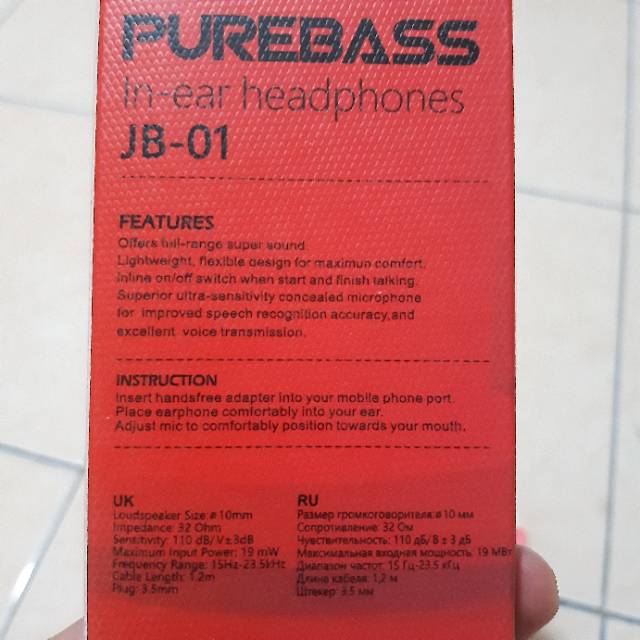 PUREBASS
In-ear headphones
JB-01
FEATURES
Offers full-range super sound.
Lightweight, flexible design for maximun comfort.
Inline on/off switch when start and finish talking.
Superior ultra-sensitivity concealed microphone
for improved speech recognition accuracy,and
excellent voice transmission.
INSTRUCTION
Insert handsfree adapter into your mobile phone port.
Place earphone comfortably into your ear.
Adjust mic to comfortably position towards your mouth.
UK
Loudspeaker Size: ø 10mm
Impedance: 32 Ohm
Sensitivity: 110 dB/V±3dB
Maximum Input Power: 19 mW
Frequency Range: 15Hz-23.5kHz
Cable Length: 1.2m
Plug: 3.5mm
RU
Размер громкоговорителя:ø 10 мм
Сопротивление: 32 Ом
Чувствительность: 110 дБ/В ± 3 дБ
Максимальная входная мощность: 19 МВт
Диапазон частот: 15 Гц-23.5 кГц
Длина кабеля: 1,2 м
Штекер: 3.5 мм